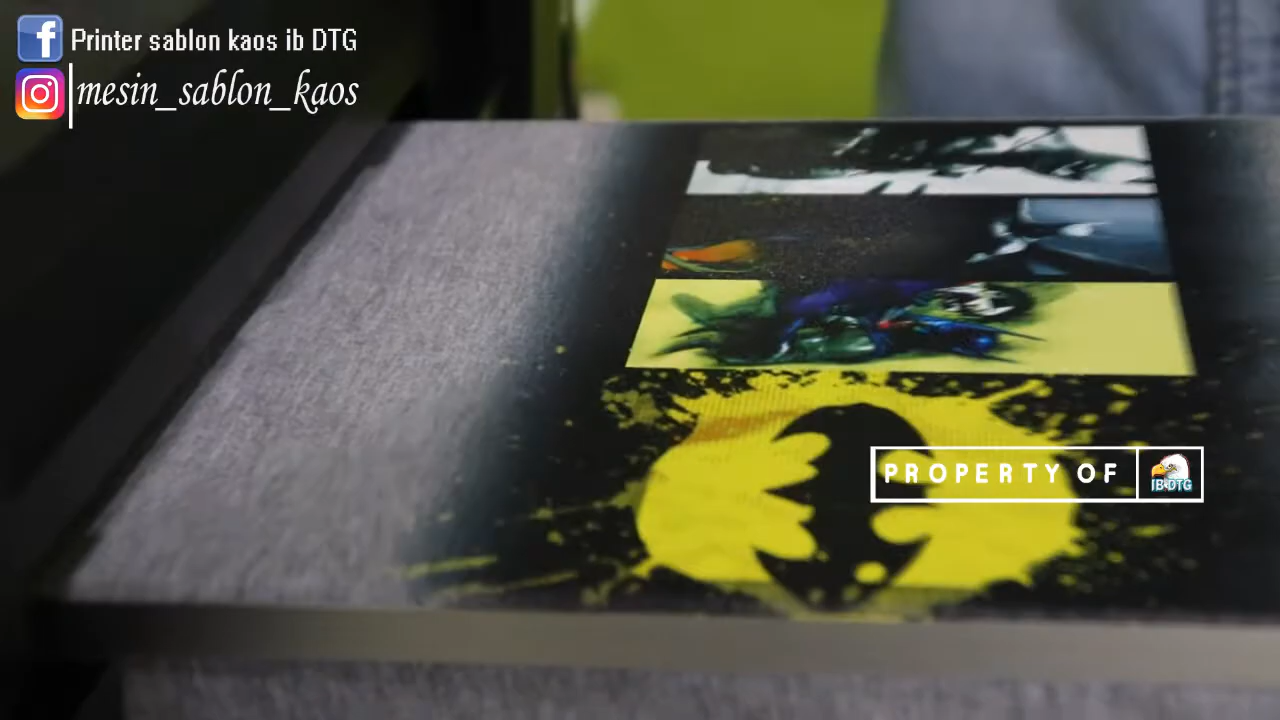 Printer sablon kaos ib DTG
mesin_sablon_kaos
PROPERTY OF
IB DTG